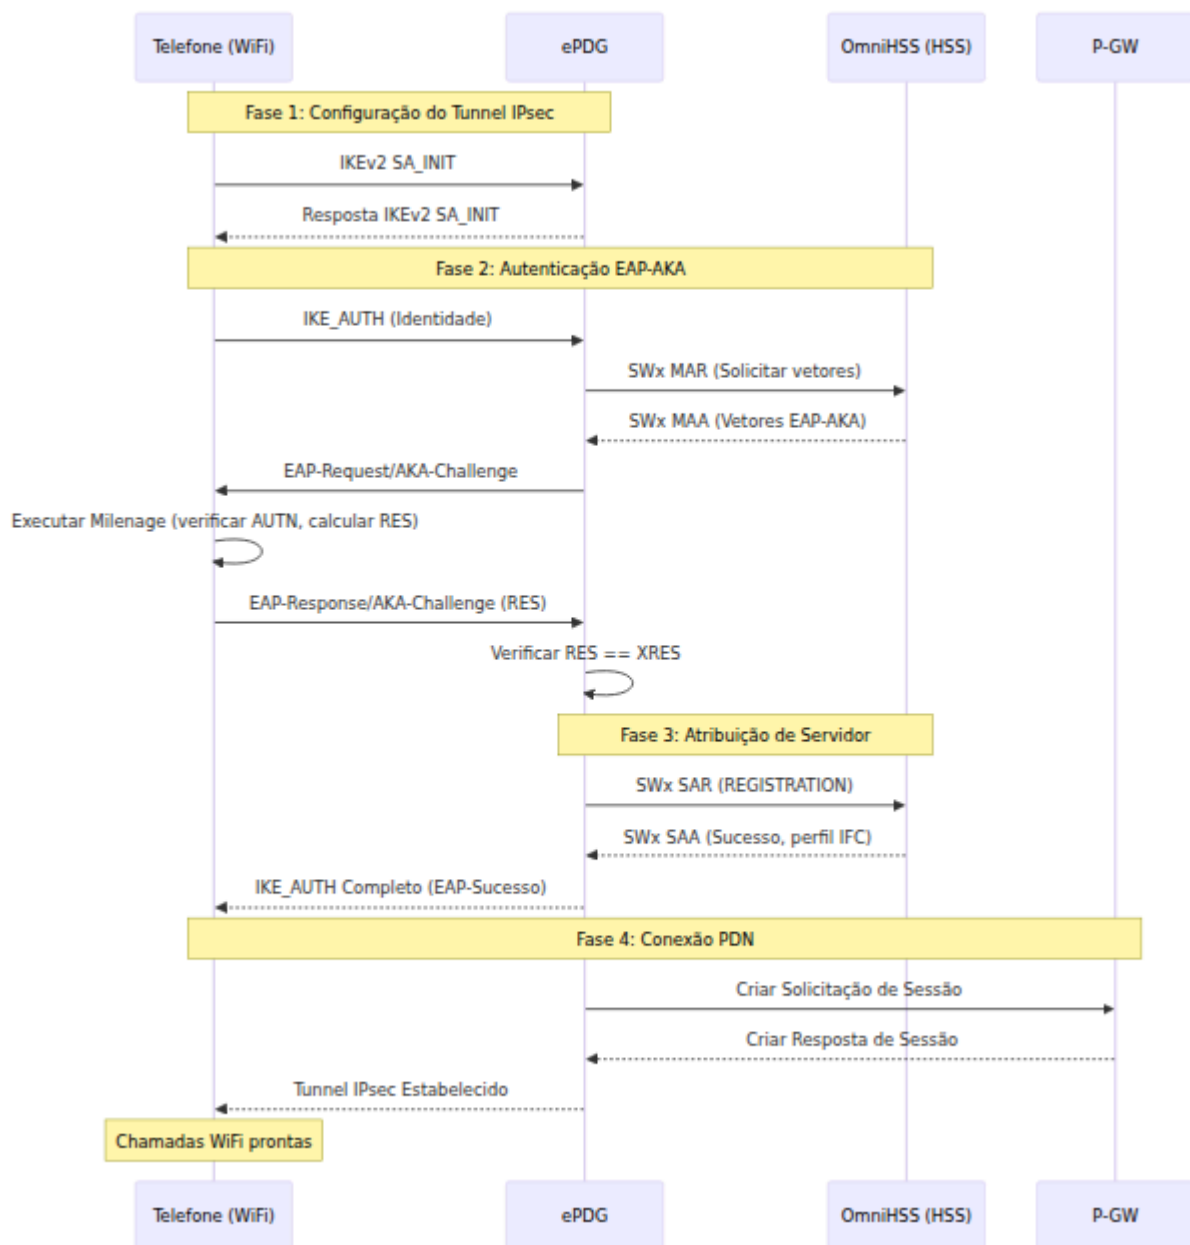 Telefone (WiFi)
ePDG
OmniHSS (HSS)
P-GW
Fase 1: Configuração do Tunnel IPsec
IKEv2 SA_INIT
Resposta IKEv2 SA_INIT
Fase 2: Autenticação EAP-AKA
IKE_AUTH (Identidade)
SWx MAR (Solicitar vetores)
SWx MAA (Vetores EAP-AKA)
EAP-Request/AKA-Challenge
Executar Milenage (verificar AUTN, calcular RES)
EAP-Response/AKA-Challenge (RES)
Verificar RES == XRES
Fase 3: Atribuição de Servidor
SWx SAR (REGISTRATION)
SWx SAA (Sucesso, perfil IFC)
IKE_AUTH Completo (EAP-Sucesso)
Fase 4: Conexão PDN
Criar Solicitação de Sessão
Criar Resposta de Sessão
Tunnel IPsec Estabelecido
Chamadas WiFi prontas
Telefone (WiFi)
ePDG
OmniHSS (HSS)
P-GW